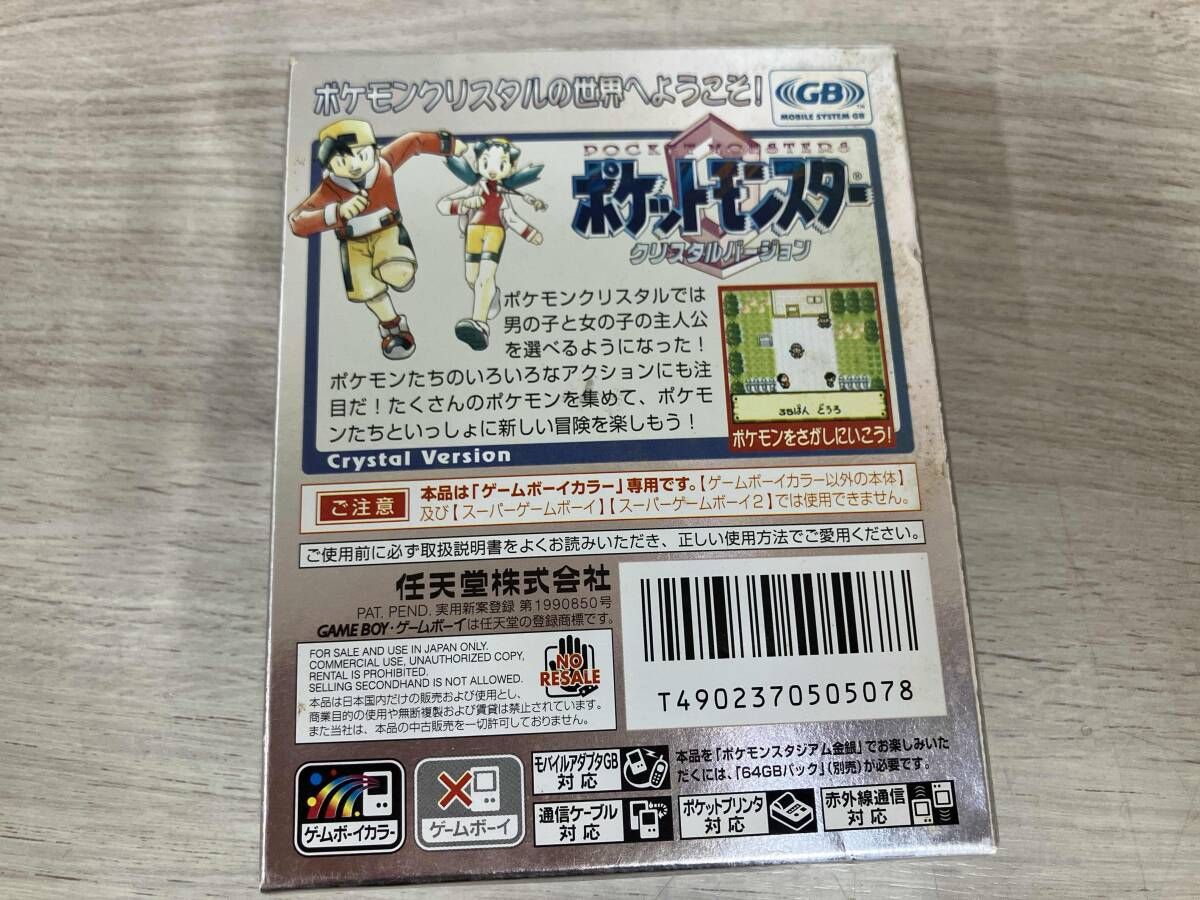 ポケモンクリスタルの世界へようこそ!
GB
MOBILE SYSTEM GB
TM
POCKET MONSTERS
ポケットモンスター®
クリスタルバージョン
ポケモンクリスタルでは
男の子と女の子の主人公
を選べるようになった!
ポケモンたちのいろいろなアクションにも注
目だ!たくさんのポケモンを集めて、ポケモ
ンたちといっしょに新しい冒険を楽しもう!
35ばん どうろ
ポケモンをさがしにいこう!
Crystal Version
ご注意
本品は「ゲームボーイカラー」専用です。【ゲームボーイカラー以外の本体】
及び【スーパーゲームボーイ】【スーパーゲームボーイ2】では使用できません。
ご使用前に必ず取扱説明書をよくお読みいただき、正しい使用方法でご愛用ください。
任天堂株式会社
PAT. PEND. 実用新案登録 第1990850号
GAME BOY・ゲームボーイは任天堂の登録商標です。
FOR SALE AND USE IN JAPAN ONLY.
COMMERCIAL USE, UNAUTHORIZED COPY,
RENTAL IS PROHIBITED.
SELLING SECONDHAND IS NOT ALLOWED.
本品は日本国内だけの販売および使用とし、
商業目的の使用や無断複製および賃貸は禁止されています。
また当社は、本品の中古販売を一切許可しておりません。
NO
RESALE
T4902370505078
ゲームボーイカラー
ゲームボーイ
モバイルアダプタGB
対応
通信ケーブル
対応
本品を「ポケモンスタジアム金銀」でお楽しみいた
だくには、「64GBパック」(別売)が必要です。
ポケットプリンタ
対応
赤外線通信
対応